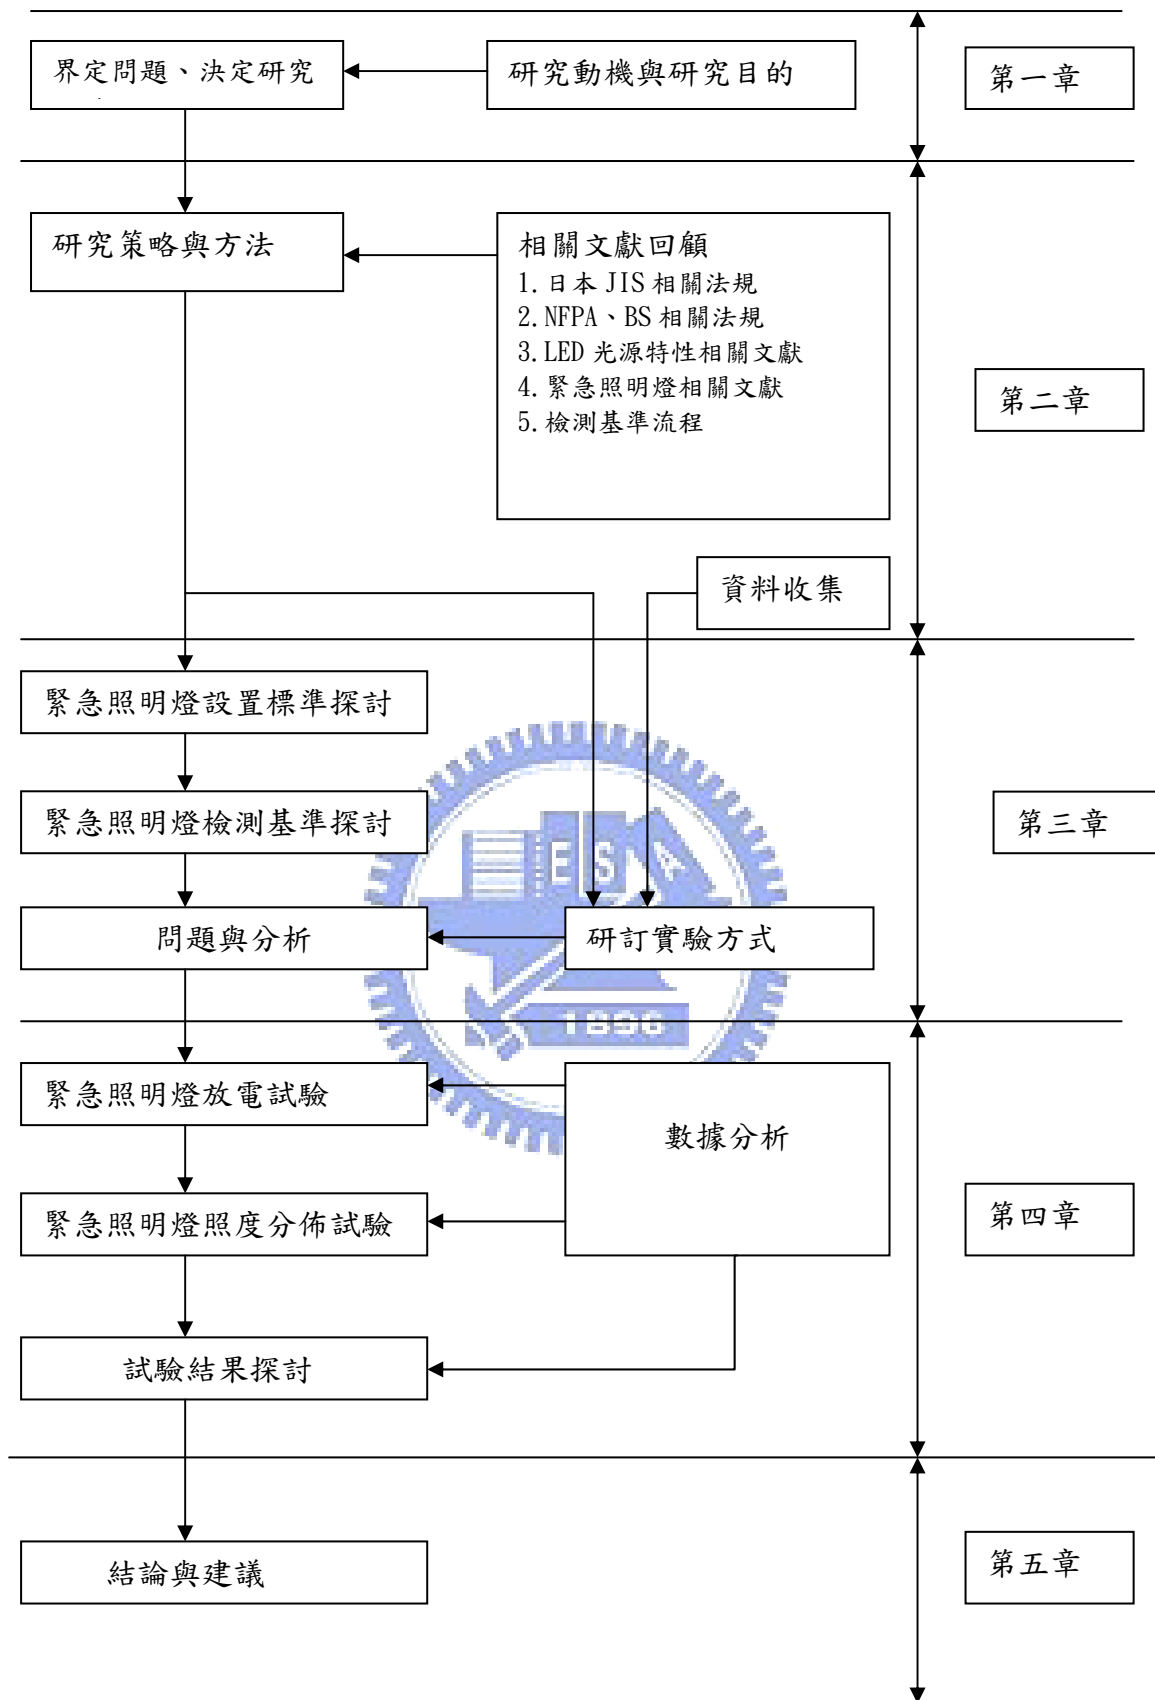 界定問題、決定研究
研究動機與研究目的
第一章
研究策略與方法
相關文獻回顧
1.日本 JIS 相關法規
2.NFPA、BS 相關法規
3.LED 光源特性相關文獻
4.緊急照明燈相關文獻
5.檢測基準流程
第二章
資料收集
緊急照明燈設置標準探討
緊急照明燈檢測基準探討
第三章
E S A
問題與分析
研訂實驗方式
1896
緊急照明燈放電試驗
數據分析
緊急照明燈照度分佈試驗
第四章
試驗結果探討
結論與建議
第五章